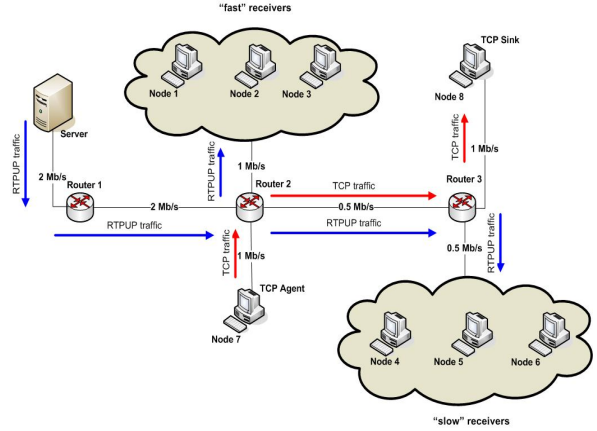 “fast” receivers
TCP Sink
Node 1
Node 2
Node 3
Node 8
Server
RTPUP traffic
2 Mb/s
Router 1
RTPUP traffic
1 Mb/s
TCP traffic
1 Mb/s
Router 2
TCP traffic
Router 3
2 Mb/s
0.5 Mb/s
RTPUP traffic
RTPUP traffic
TCP traffic
1 Mb/s
0.5 Mb/s
RTPUP traffic
TCP Agent
Node 7
Node 4
Node 5
Node 6
“slow” receivers